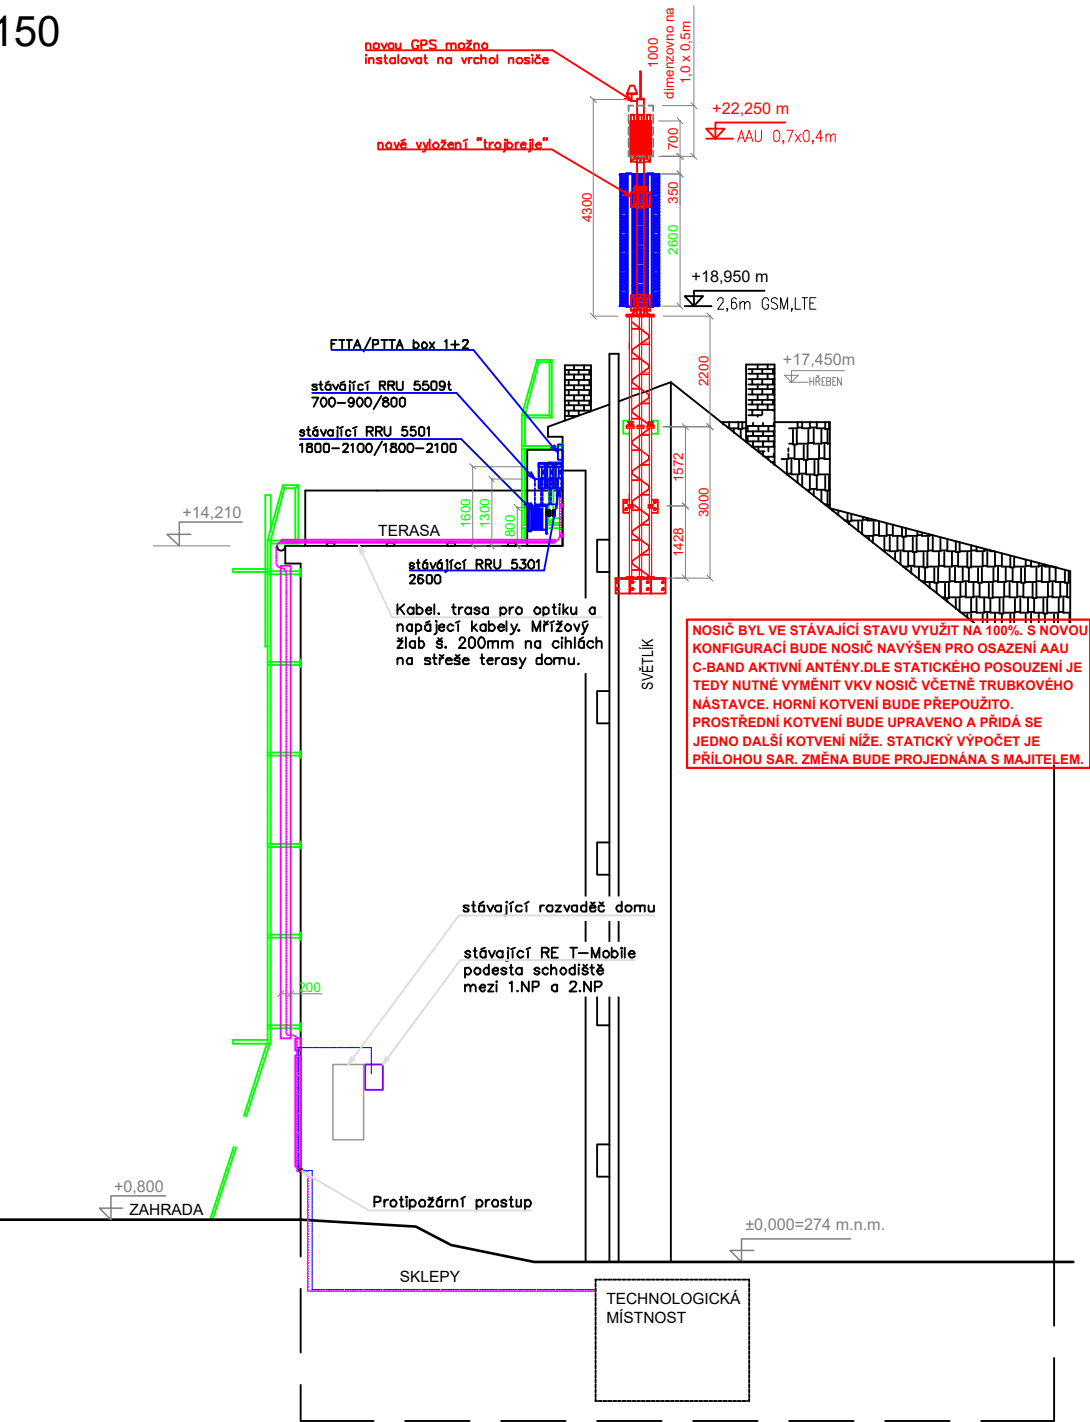 150
novou GPS možno
instalovat na vrchol nosiče
1000
dimenzovno na
1,0 x 0,5m
+22,250 m
AAU 0,7x0,4m
700
nové vyložení "trojbrejle"
350
4300
2600
+18,950 m
2,6m GSM,LTE
FTTA/PTTA box 1+2
2200
+17,450m
HŘEBEN
stávájící RRU 5509t
700-900/800
stávající RRU 5501
1800-2100/1800-2100
1572
3000
1600
1300
800
+14,210
TERASA
1428
stávájící RRU 5301
2600
Kabel. trasa pro optiku a
napájecí kabely. Mřížový
žlab š. 200mm na cihlách
na střeše terasy domu.
SVĚTLÍK
NOSIČ BYL VE STÁVAJÍCÍ STAVU VYUŽIT NA 100%. S NOVOU
KONFIGURACÍ BUDE NOSIČ NAVÝŠEN PRO OSAZENÍ AAU
C-BAND AKTIVNÍ ANTÉNY.DLE STATICKÉHO POSOUZENÍ JE
TEDY NUTNÉ VYMĚNIT VKV NOSIČ VČETNĚ TRUBKOVÉHO
NÁSTAVCE. HORNÍ KOTVENÍ BUDE PŘEPOUŽITO.
PROSTŘEDNÍ KOTVENÍ BUDE UPRAVENO A PŘIDÁ SE
JEDNO DALŠÍ KOTVENÍ NÍŽE. STATICKÝ VÝPOČET JE
PŘÍLOHOU SAR. ZMĚNA BUDE PROJEDNÁNA S MAJITELEM.
stávající rozvaděč domu
stávající RE T-Mobile
podesta schodiště
mezi 1.NP a 2.NP
200
+0,800
ZAHRADA
Protipožární prostup
±0,000=274 m.n.m.
SKLEPY
TECHNOLOGICKÁ
MÍSTNOST